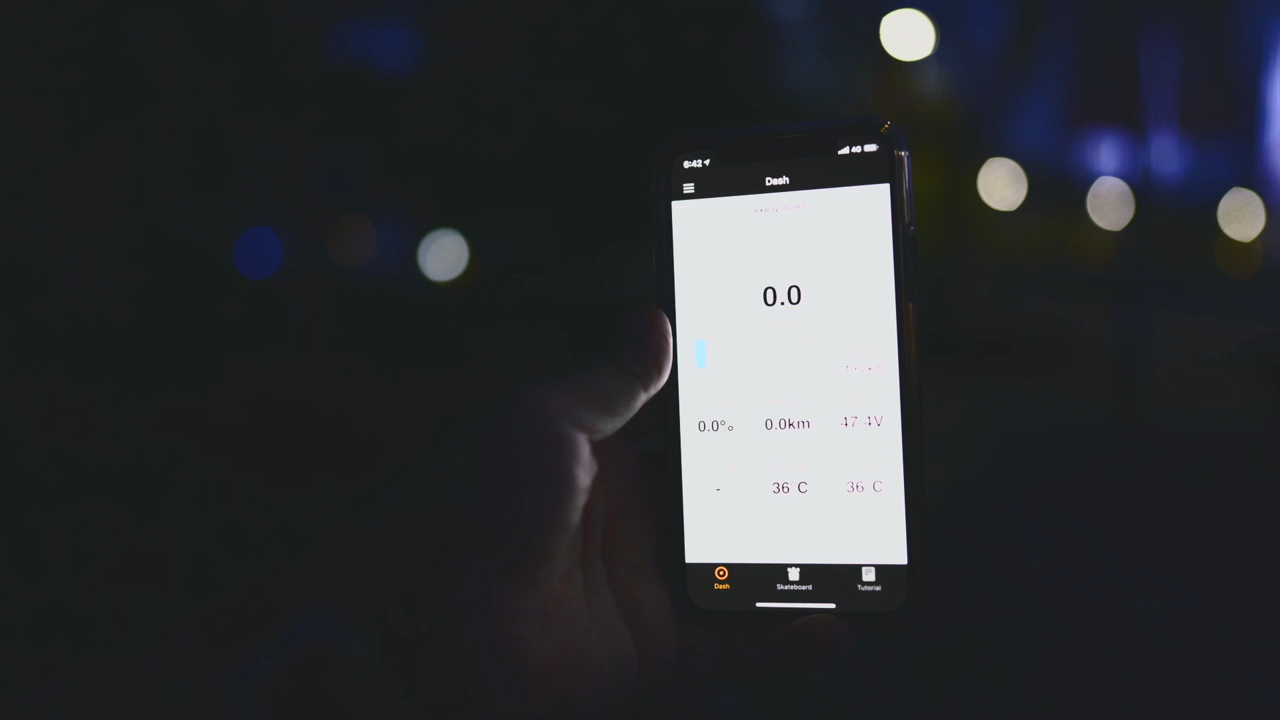 6:42 4G
Dash
0.0
0.0°。 0.0km 47.4V
- 36 C 36 C
Dash Skateboard Tutorial